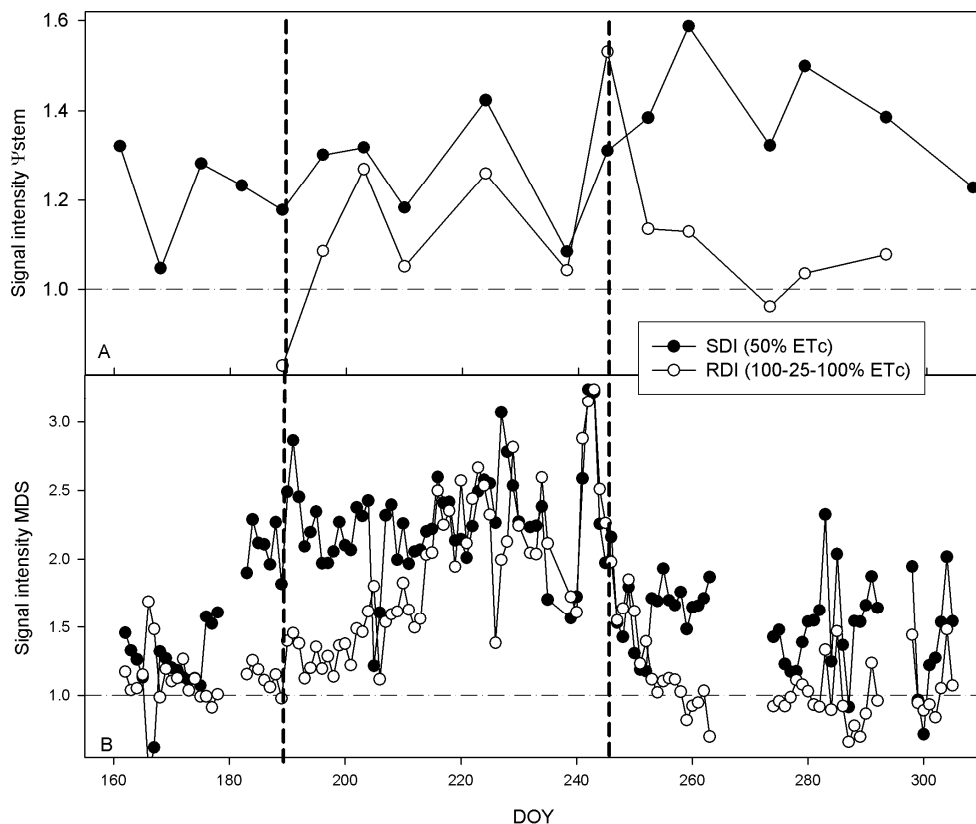 1.6
1.4
1.2
1.0
Signal intensity Ψstem
A
SDI (50% ETc)
RDI (100-25-100% ETc)
3.0
2.5
2.0
1.5
1.0
Signal intensity MDS
B
160 180 200 220 240 260 280 300
DOY